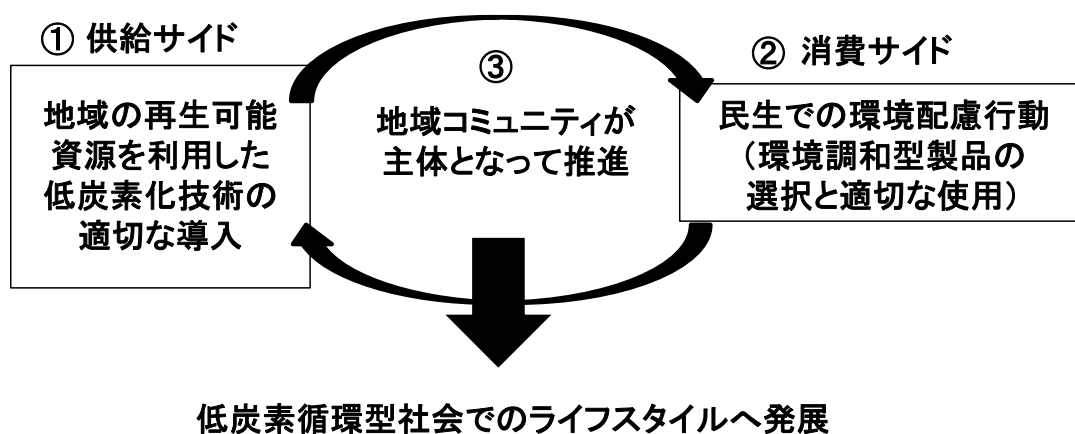 ① 供給サイド
地域の再生可能
資源を利用した
低炭素化技術の
適切な導入
③
地域コミュニティが
主体となって推進
② 消費サイド
民生での環境配慮行動
（環境調和型製品の
選択と適切な使用）
低炭素循環型社会でのライフスタイルへ発展